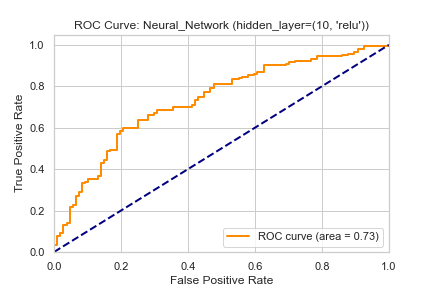 ROC Curve: Neural_Network (hidden_layer=(10, 'relu'))
True Positive Rate
1.0
0.8
0.6
0.4
0.2
0.0
ROC curve (area = 0.73)
0.0 0.2 0.4 0.6 0.8 1.0
False Positive Rate